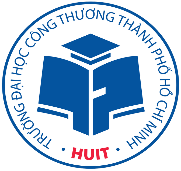 TRƯỜNG ĐẠI HỌC CÔNG THƯƠNG THÀNH PHỐ HỒ CHÍ MINH
HUIT